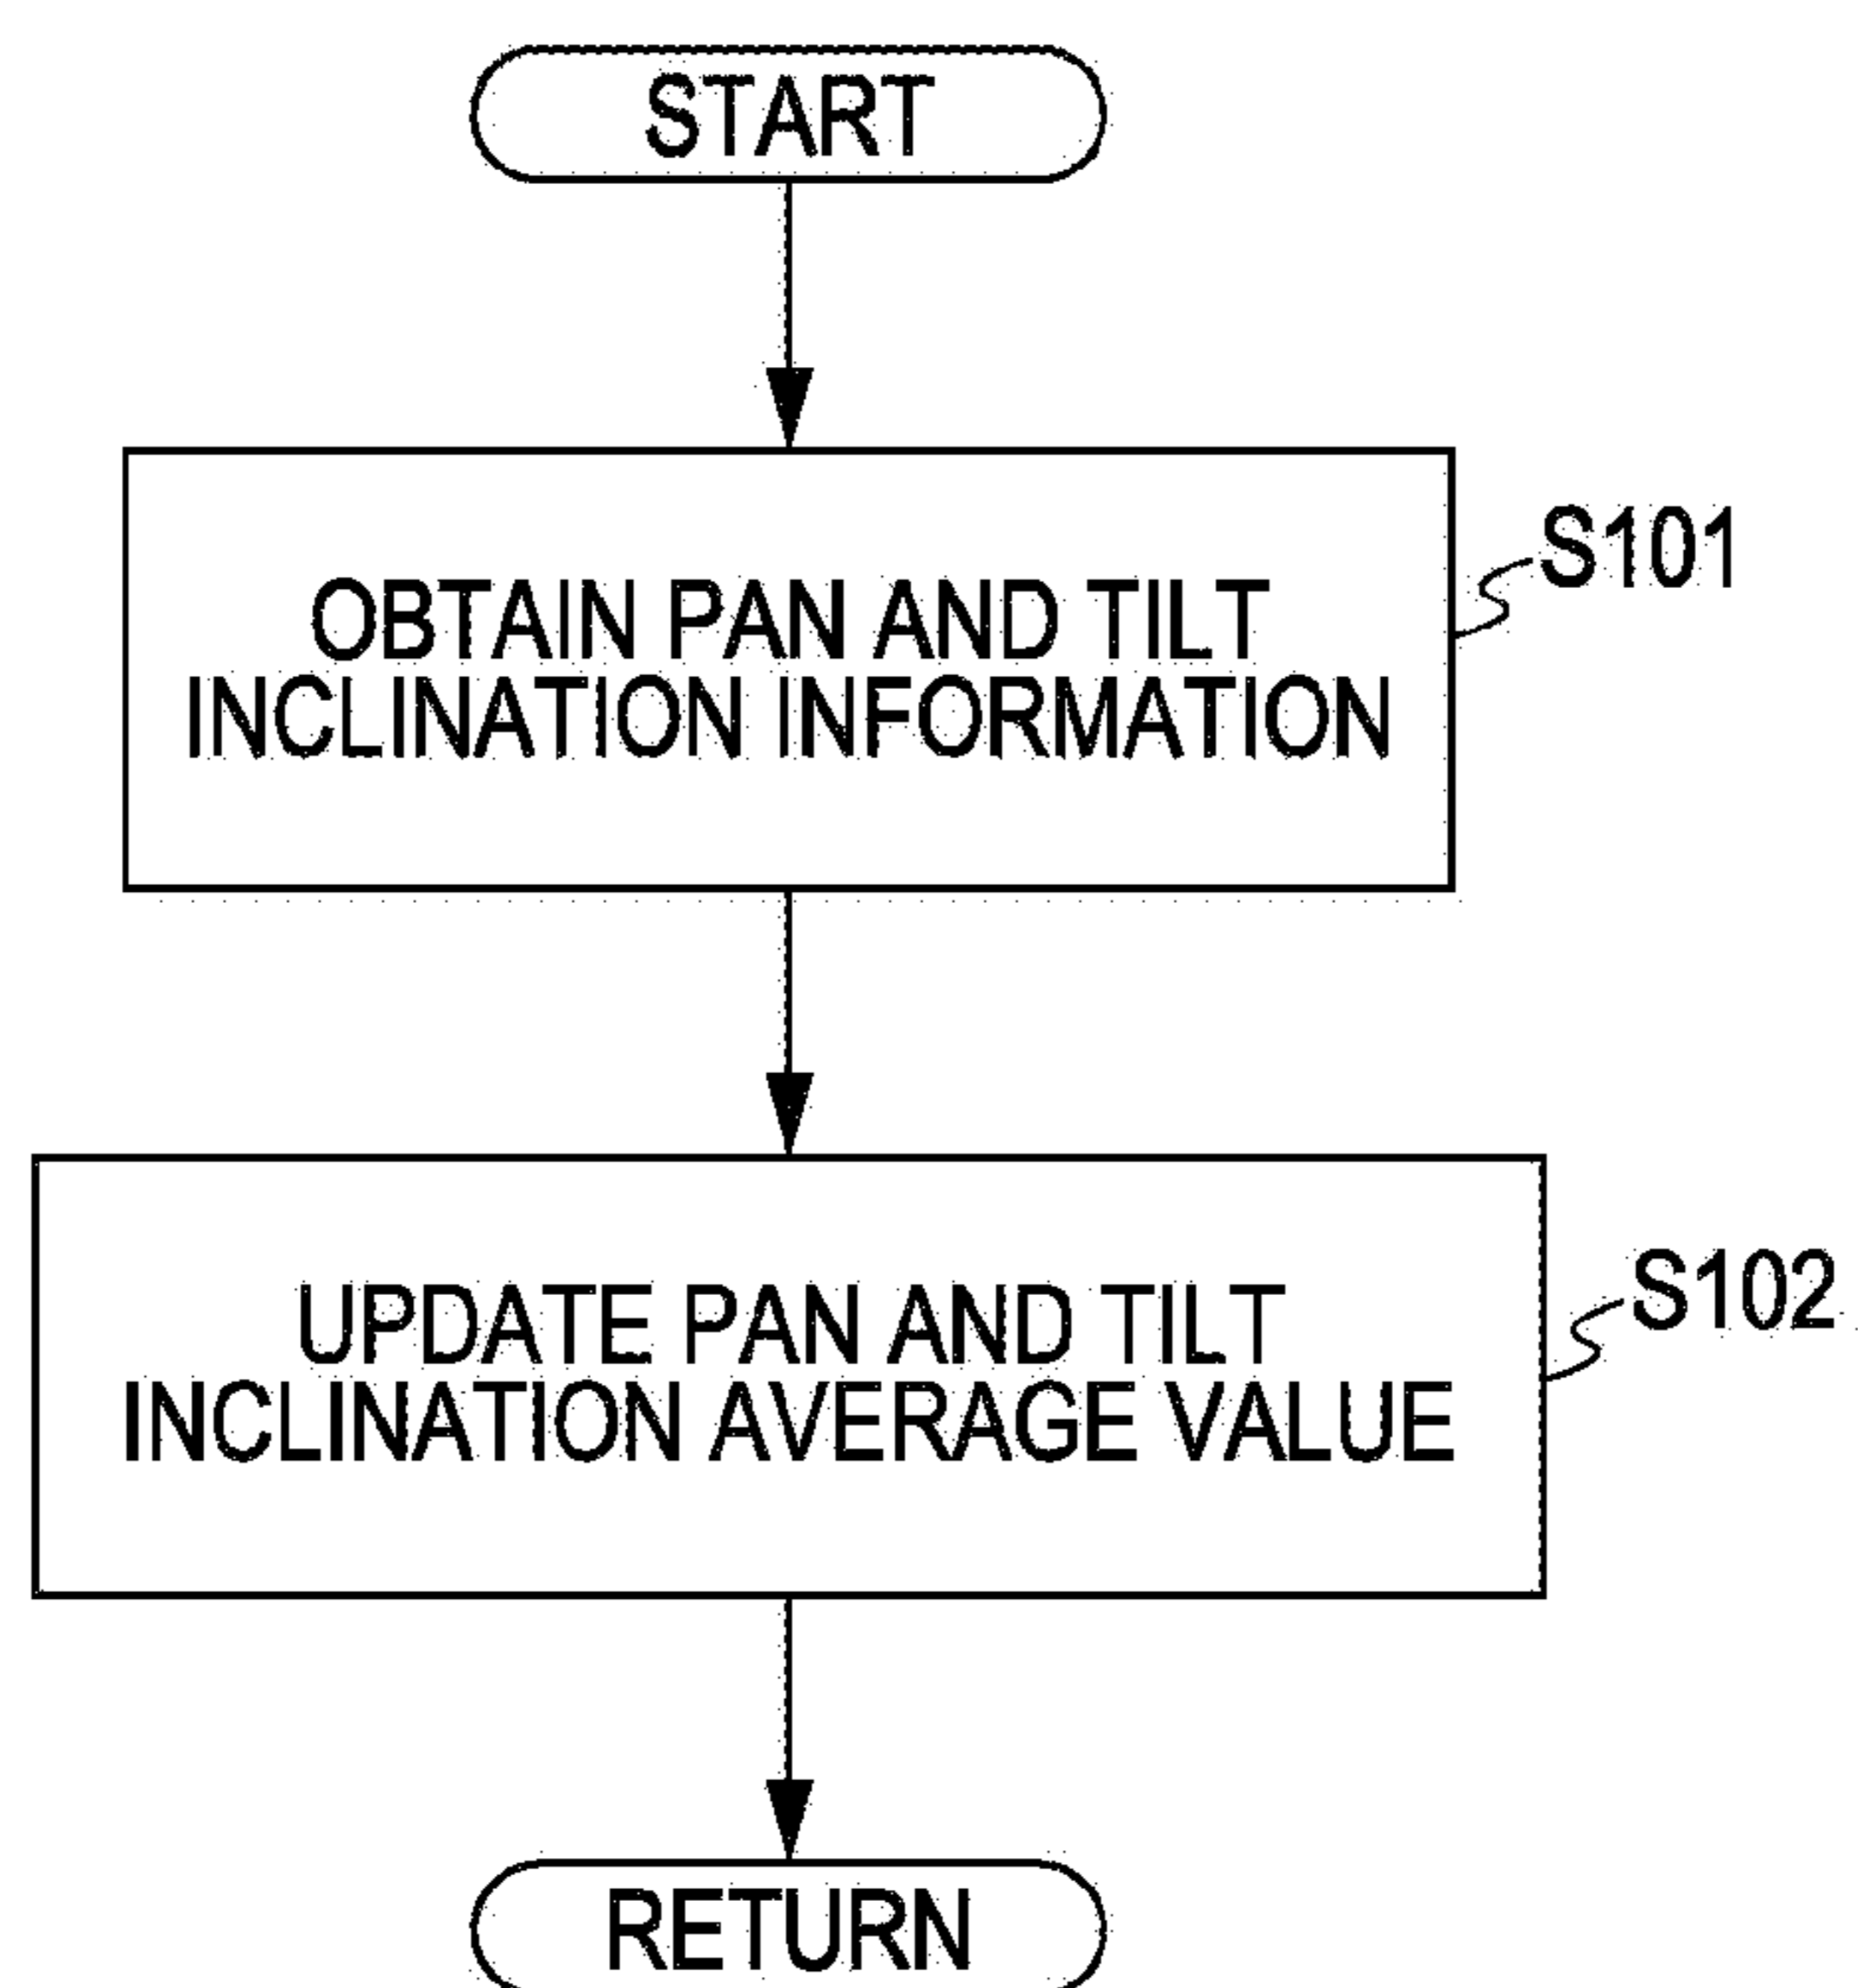 START
OBTAIN PAN AND TILT
INCLINATION INFORMATION
S101
UPDATE PAN AND TILT
INCLINATION AVERAGE VALUE
S102
RETURN